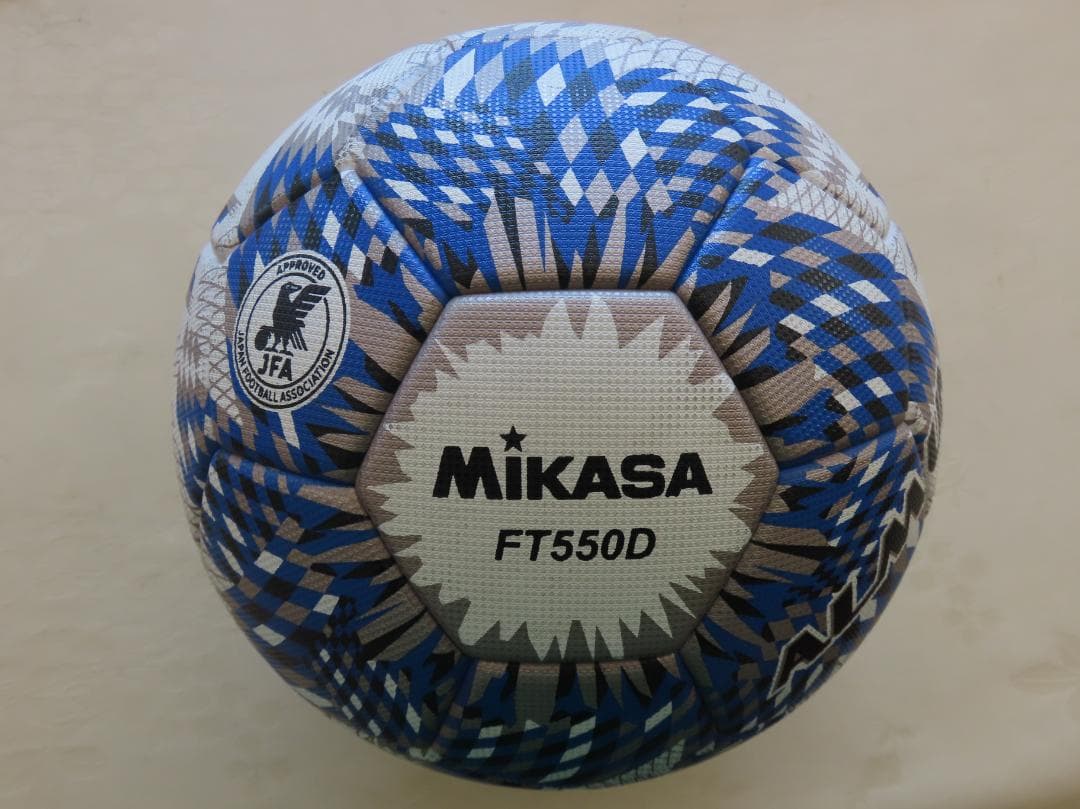 APPROVED
JFA
JAPAN FOOTBALL ASSOCIATION
MIKASA
FT550D